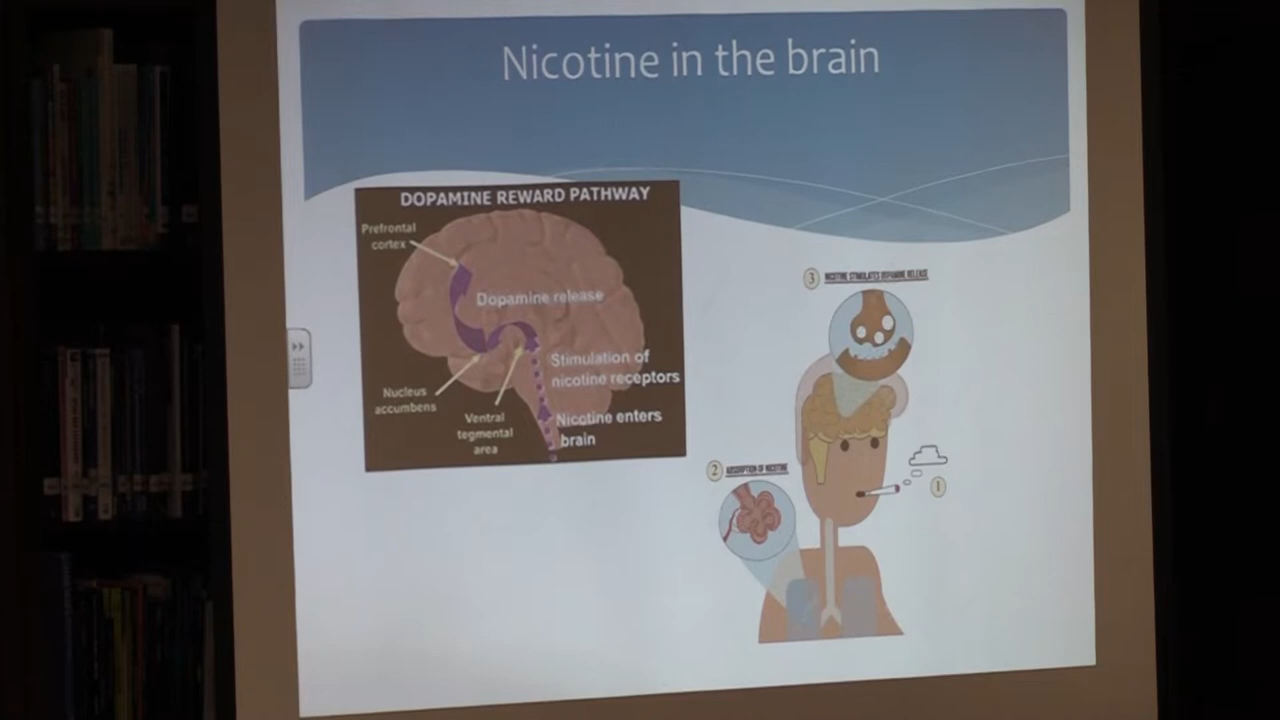 Nicotine in the brain
DOPAMINE REWARD PATHWAY
Prefrontal
cortex
Dopamine release
Stimulation of
nicotine receptors
Nucleus
accumbens
Ventral
tegmental
area
Nicotine enters
brain
3 NICOTINE STIMULATES DOPAMINE RELEASE
2 ABSORPTION OF NICOTINE
1